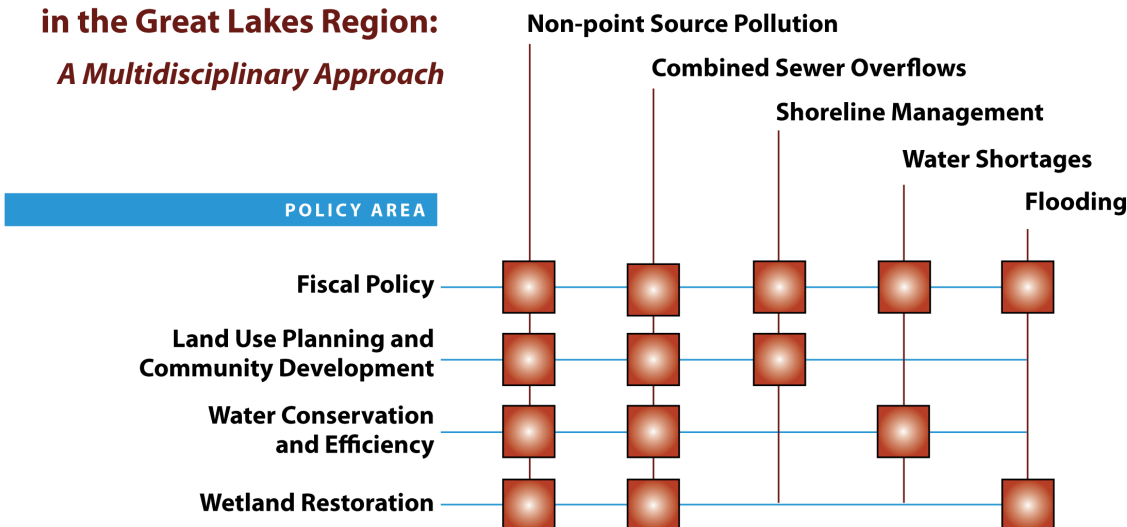 in the Great Lakes Region:
A Multidisciplinary Approach
Non-point Source Pollution
Combined Sewer Overflows
Shoreline Management
Water Shortages
Flooding
POLICY AREA
Fiscal Policy
Land Use Planning and
Community Development
Water Conservation
and Efficiency
Wetland Restoration